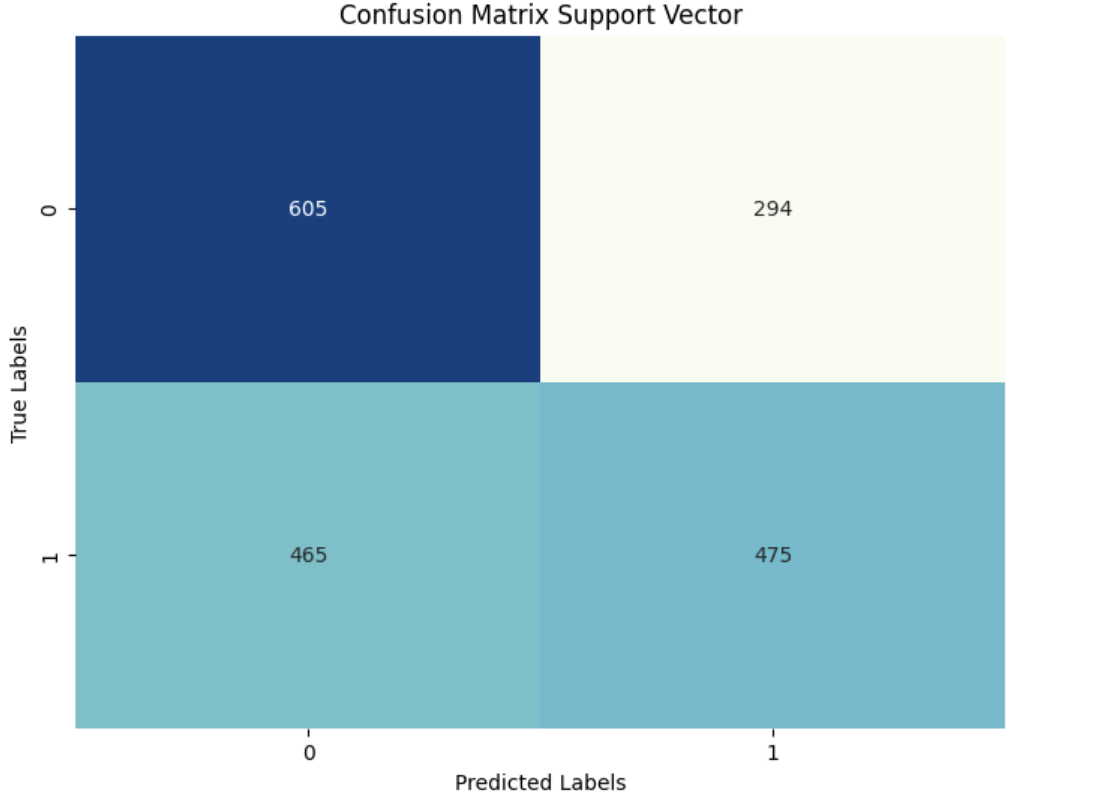 Confusion Matrix Support Vector
0
605
294
True Labels
1
465
475
0
1
Predicted Labels